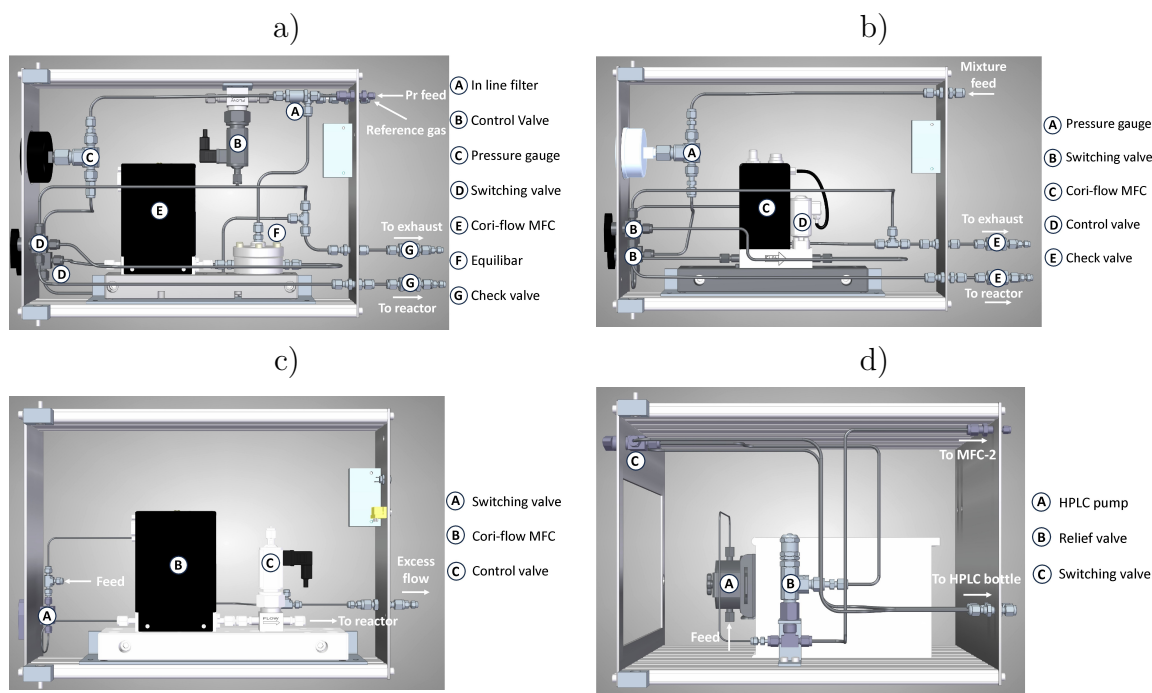 a)
A
B
C
D
D
E
F
G
G
Pr feed
Reference gas
To exhaust
To reactor
A In line filter
B Control Valve
C Pressure gauge
D Switching valve
E Cori-flow MFC
F Equilibar
G Check valve
b)
Mixture
feed
A
B
B
C
D
E
E
To exhaust
To reactor
A Pressure gauge
B Switching valve
C Cori-flow MFC
D Control valve
E Check valve
c)
A
B
C
Feed
FLOW
Excess
flow
To reactor
A Switching valve
B Cori-flow MFC
C Control valve
d)
C
To MFC-2
A
B
To HPLC bottle
Feed
A HPLC pump
B Relief valve
C Switching valve